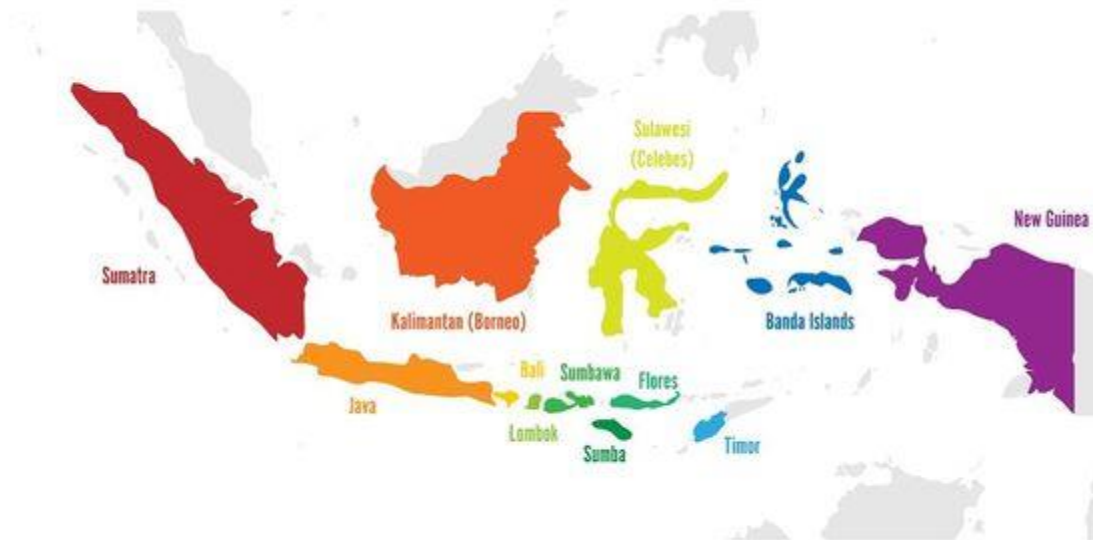 Sulawesi
(Celebes)
New Guinea
Sumatra
Kalimantan (Borneo)
Banda Islands
Bali
Sumbawa
Flores
Java
Lombok
Sumba
Timor